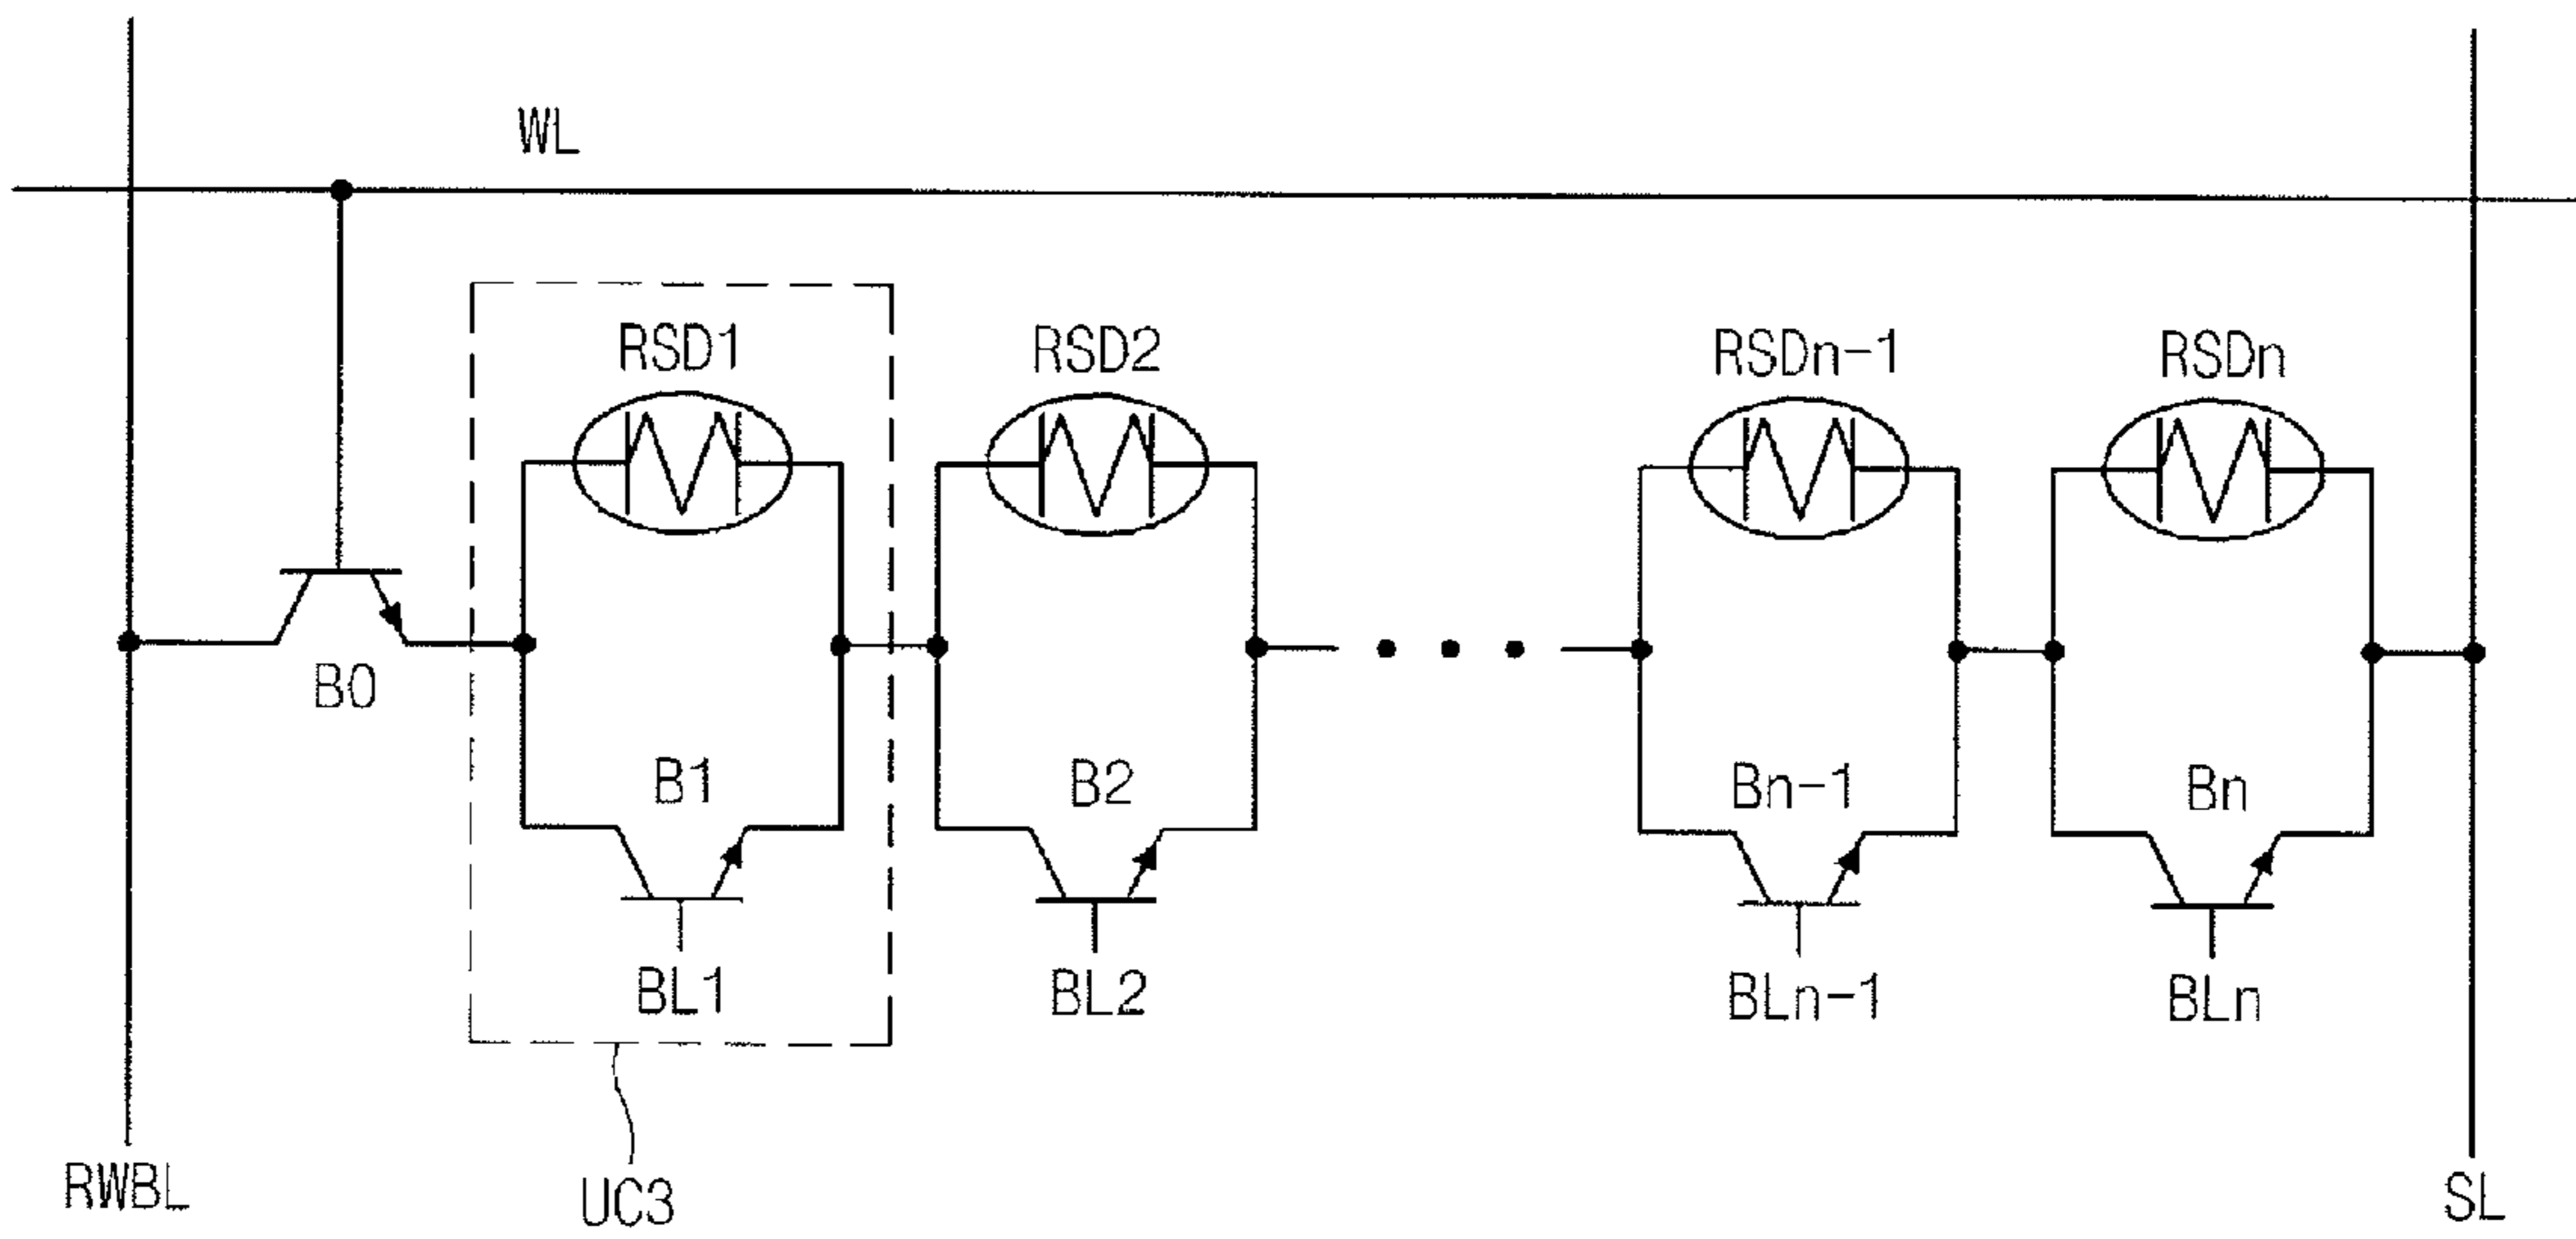 WL
RSD1
RSD2
RSDn-1
RSDn
B0
B1
B2
Bn-1
Bn
BL1
BL2
BLn-1
BLn
RWBL
UC3
SL